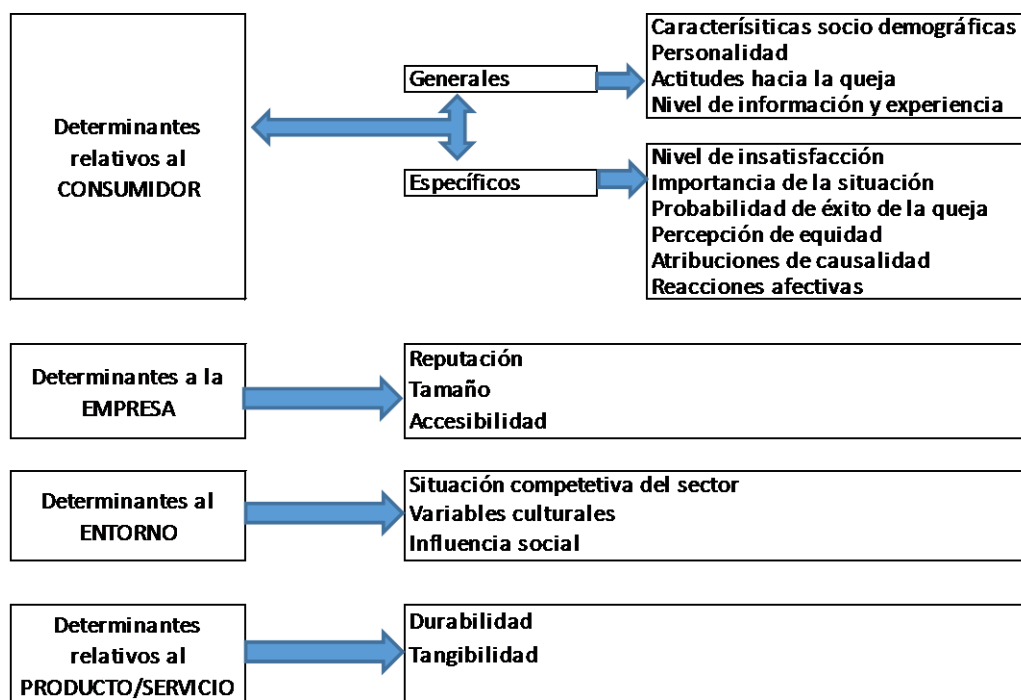 Determinantes
relativos al
CONSUMIDOR
Generales
Caracterísiticas socio demográficas
Personalidad
Actitudes hacia la queja
Nivel de información y experiencia
Específicos
Nivel de insatisfacción
Importancia de la situación
Probabilidad de éxito de la queja
Percepción de equidad
Atribuciones de causalidad
Reacciones afectivas
Determinantes a la
EMPRESA
Reputación
Tamaño
Accesibilidad
Determinantes al
ENTORNO
Situación competetiva del sector
Variables culturales
Influencia social
Determinantes
relativos al
PRODUCTO/SERVICIO
Durabilidad
Tangibilidad